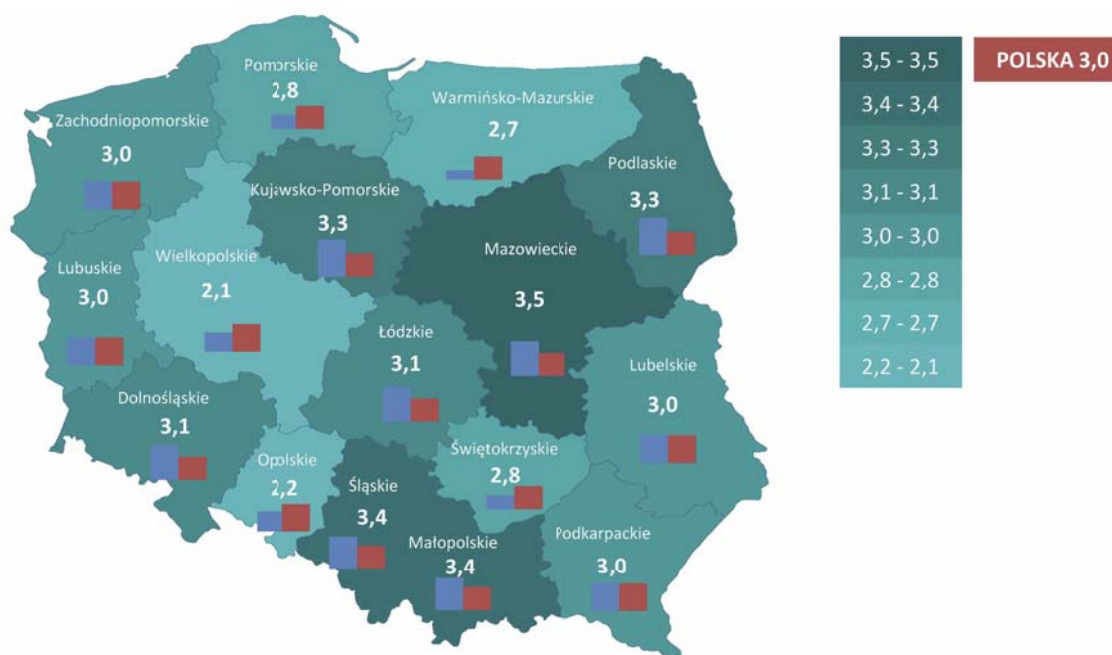 Pomorskie
2,8
Warmińsko-Mazurskie
2,7
Zachodniopomorskie
3,0
Podlaskie
3,3
Kujawsko-Pomorskie
3,3
Mazowieckie
3,5
Wielkopolskie
2,1
Lubuskie
3,0
Łódzkie
3,1
Lubelskie
3,0
Dolnośląskie
3,1
Świętokrzyskie
2,8
Opolskie
2,2
Śląskie
3,4
Małopolskie
3,4
Podkarpackie
3,0
3,5 - 3,5
3,4 - 3,4
3,3 - 3,3
3,1 - 3,1
3,0 - 3,0
2,8 - 2,8
2,7 - 2,7
2,2 - 2,1
POLSKA 3,0